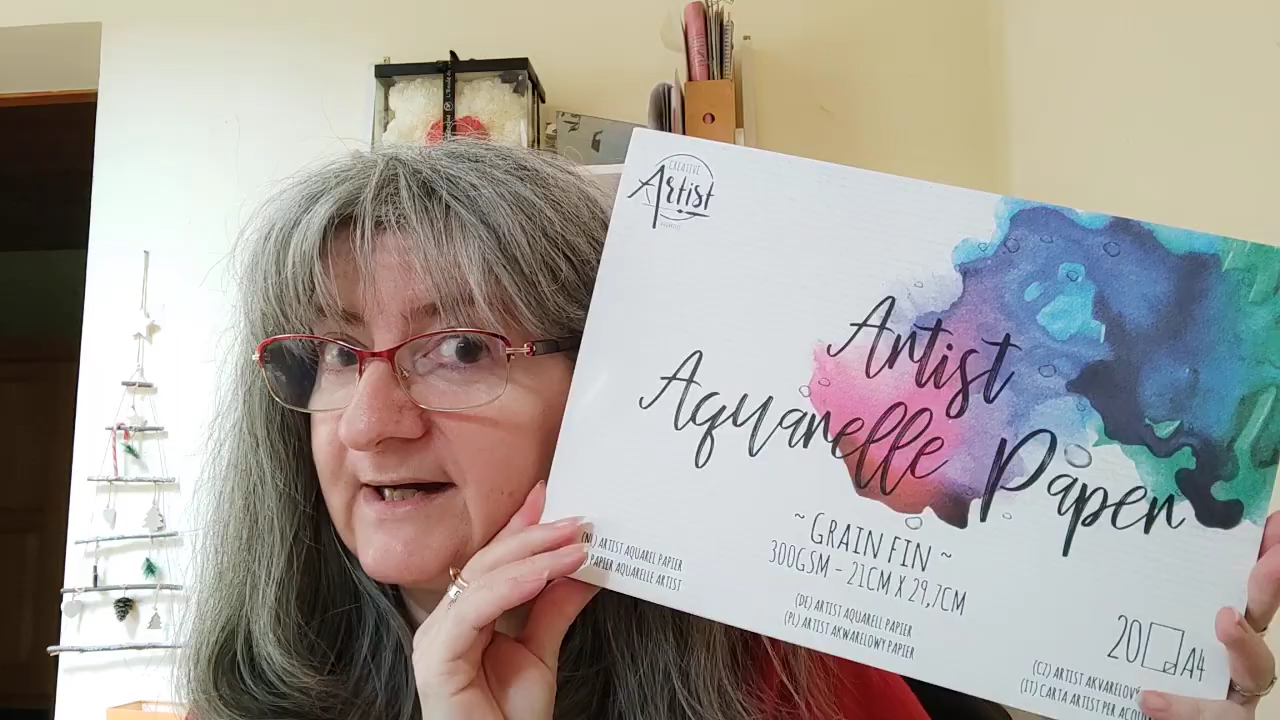 CREATIVE
Artist
Artist
Aquarelle Paper
~ GRAIN FIN ~
300GSM - 21CM X 29,7CM
(NL) ARTIST AQUAREL PAPIER
PAPIER AQUARELLE ARTIST
(DE) ARTIST AQUARELL PAPIER
(PL) ARTIST AKWARELOWY PAPIER
20 A4
(CZ) ARTIST AKVARELOVÝ
(IT) CARTA ARTIST PER ACQU